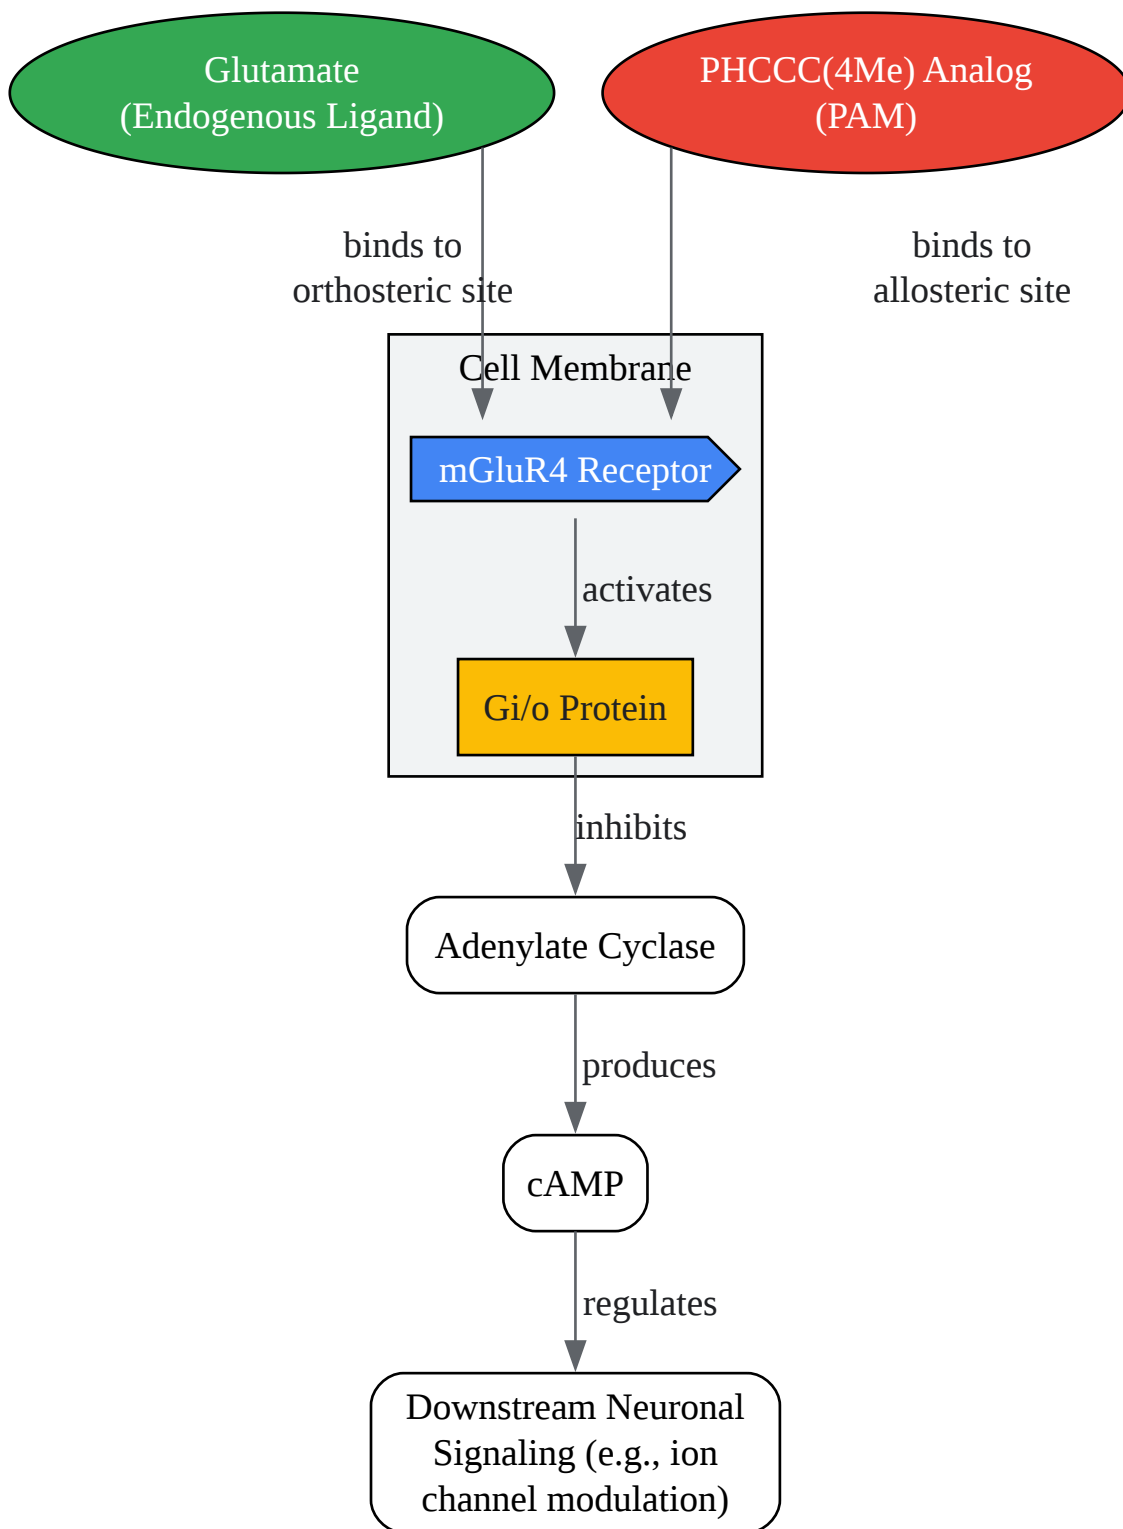 Glutamate
(Endogenous Ligand)
PHCCC(4Me) Analog
(PAM)
binds to
orthosteric site
binds to
allosteric site
Cell Membrane
mGluR4 Receptor
activates
Gi/o Protein
inhibits
Adenylate Cyclase
produces
cAMP
regulates
Downstream Neuronal
Signaling (e.g., ion
channel modulation)